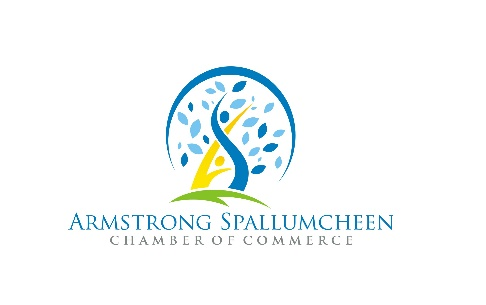 Armstrong Spallumcheen
CHAMBER OF COMMERCE